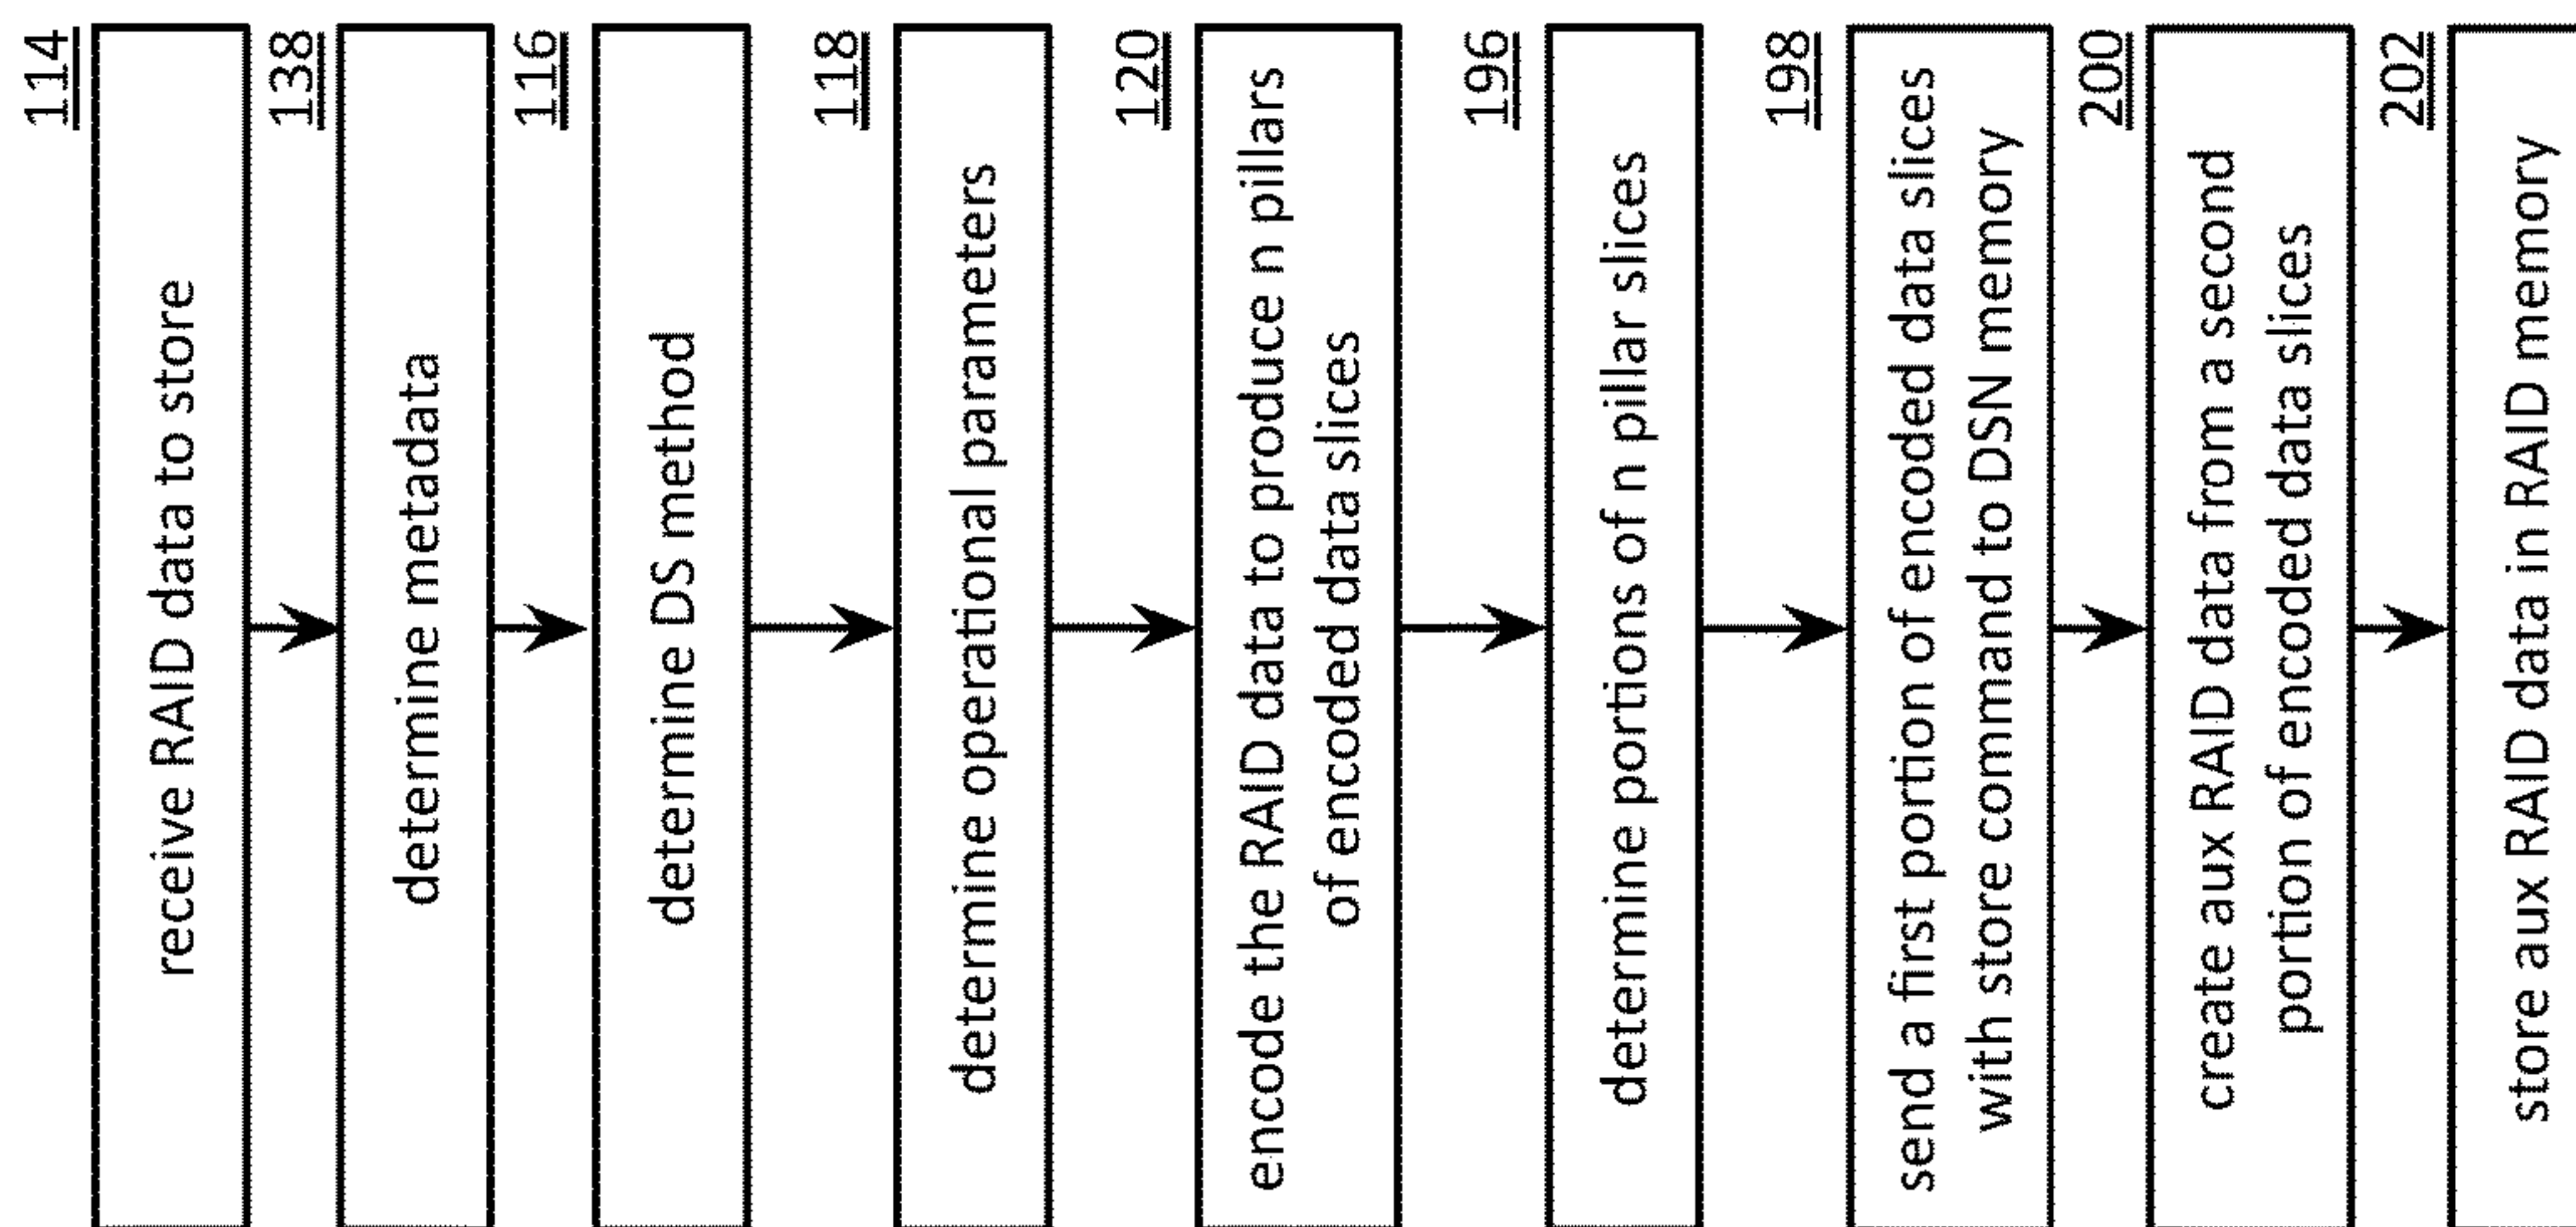 114
receive RAID data to store
138
determine metadata
116
determine DS method
118
determine operational parameters
120
encode the RAID data to produce n pillars
of encoded data slices
196
determine portions of n pillar slices
198
send a first portion of encoded data slices
with store command to DSN memory
200
create aux RAID data from a second
portion of encoded data slices
202
store aux RAID data in RAID memory